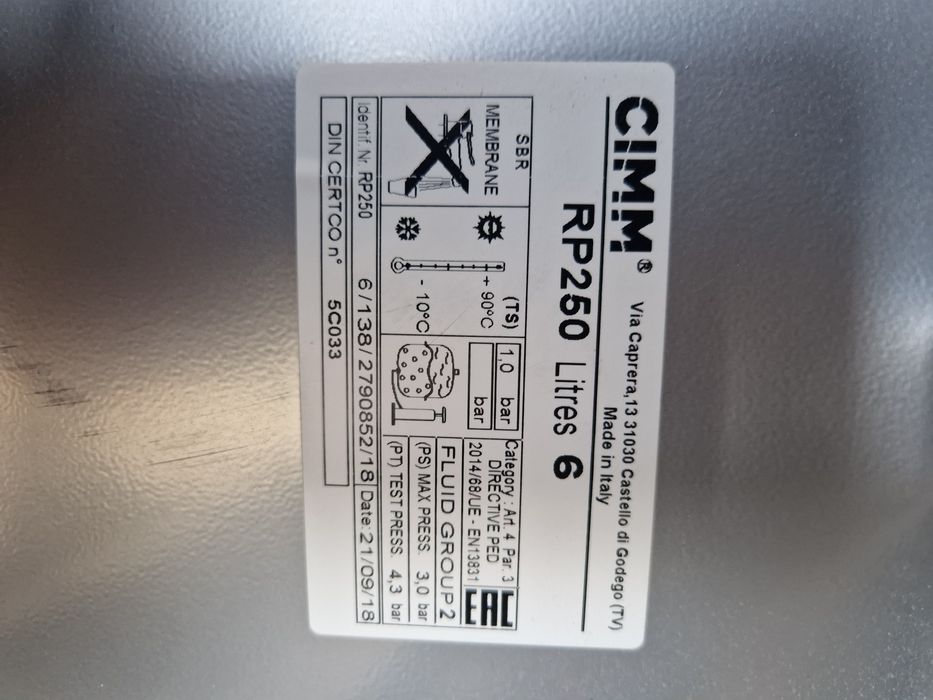 CIMM®
Via Caprera,13 31030 Castello di Godego (TV)
Made in Italy
RP250 Litres 6
SBR
MEMBRANE
(TS)
+ 90°C
- 10°C
1,0 bar
bar
Category : Art. 4 Par. 3
DIRECTIVE PED
2014/68/UE - EN13831
FLUID GROUP 2
(PS) MAX PRESS. 3,0 bar
(PT) TEST PRESS. 4,3 bar
Identif. Nr. RP250 6/138/2790852/18 Date: 21/09/18
DIN CERTCO n° 5C033